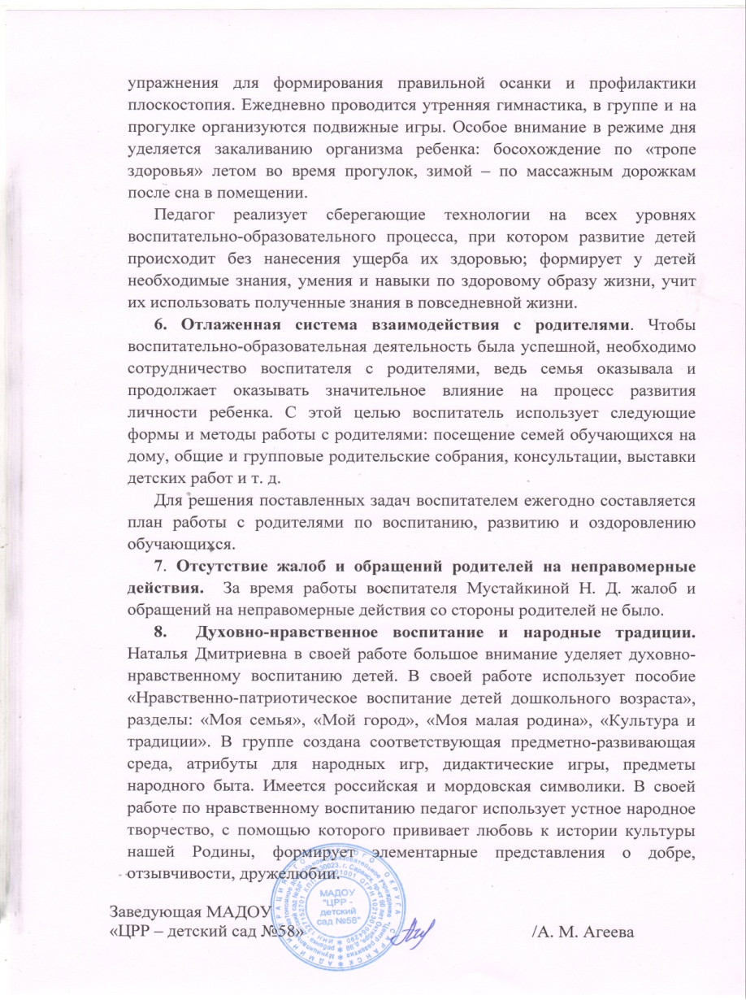 упражнения для формирования правильной осанки и профилактики
плоскостопия. Ежедневно проводится утренняя гимнастика, в группе и на
прогулке организуются подвижные игры. Особое внимание в режиме дня
уделяется закаливанию организма ребенка: босохождение по «тропе
здоровья» летом во время прогулок, зимой – по массажным дорожкам
после сна в помещении.
Педагог реализует сберегающие технологии на всех уровнях
воспитательно-образовательного процесса, при котором развитие детей
происходит без нанесения ущерба их здоровью; формирует у детей
необходимые знания, умения и навыки по здоровому образу жизни, учит
их использовать полученные знания в повседневной жизни.
6. Отлаженная система взаимодействия с родителями. Чтобы
воспитательно-образовательная деятельность была успешной, необходимо
сотрудничество воспитателя с родителями, ведь семья оказывала и
продолжает оказывать значительное влияние на процесс развития
личности ребенка. С этой целью воспитатель использует следующие
формы и методы работы с родителями: посещение семей обучающихся на
дому, общие и групповые родительские собрания, консультации, выставки
детских работ и т. д.
Для решения поставленных задач воспитателем ежегодно составляется
план работы с родителями по воспитанию, развитию и оздоровлению
обучающихся.
7. Отсутствие жалоб и обращений родителей на неправомерные
действия. За время работы воспитателя Мустайкиной Н. Д. жалоб и
обращений на неправомерные действия со стороны родителей не было.
8. Духовно-нравственное воспитание и народные традиции.
Наталья Дмитриевна в своей работе большое внимание уделяет духовно-
нравственному воспитанию детей. В своей работе использует пособие
«Нравственно-патриотическое воспитание детей дошкольного возраста»,
разделы: «Моя семья», «Мой город», «Моя малая родина», «Культура и
традиции». В группе создана соответствующая предметно-развивающая
среда, атрибуты для народных игр, дидактические игры, предметы
народного быта. Имеется российская и мордовская символики. В своей
работе по нравственному воспитанию педагог использует устное народное
творчество, с помощью которого прививает любовь к истории культуры
нашей Родины, формирует элементарные представления о добре,
отзывчивости, дружелюбии.
Заведующая МАДОУ
«ЦРР – детский сад №58» /А. М. Агеева
МАДОУ
"ЦРР -
детский
сад №58"